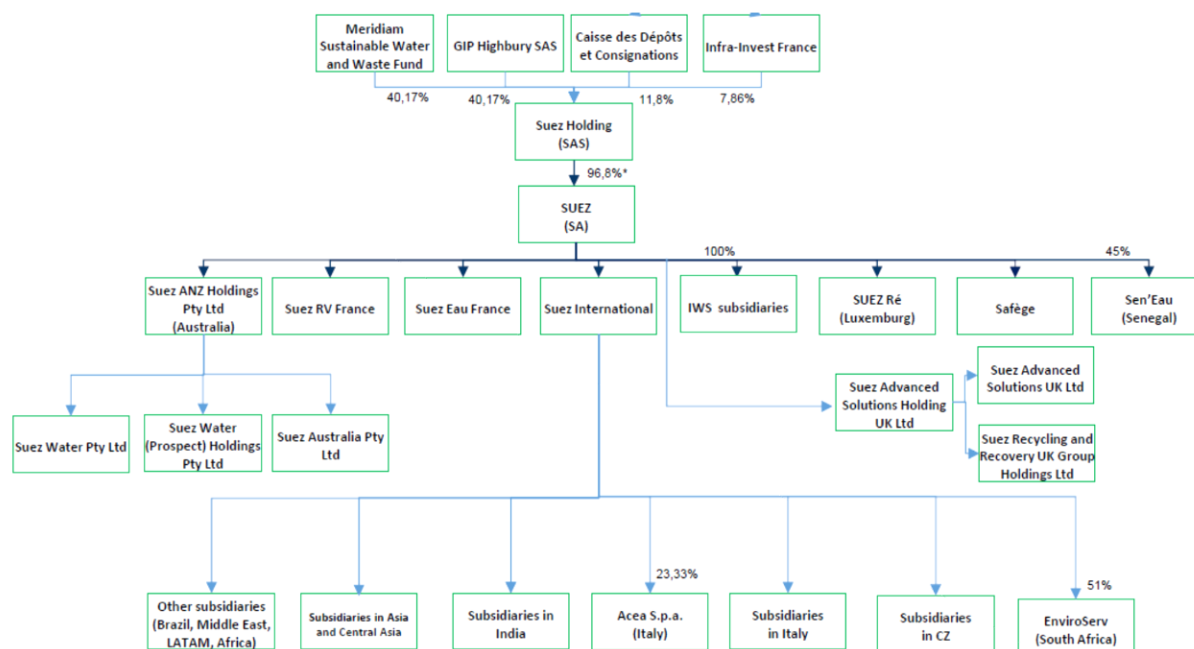 Meridiam
Sustainable Water
and Waste Fund
GIP Highbury SAS
Caisse des Dépôts
et Consignations
Infra-Invest France
40,17%
40,17%
11,8%
7,86%
Suez Holding
(SAS)
96,8%*
SUEZ
(SA)
100%
45%
Suez ANZ Holdings
Pty Ltd
(Australia)
Suez RV France
Suez Eau France
Suez International
IWS subsidiaries
SUEZ Ré
(Luxemburg)
Safège
Sen'Eau
(Senegal)
Suez Advanced
Solutions Holding
UK Ltd
Suez Advanced
Solutions UK Ltd
Suez Recycling and
Recovery UK Group
Holdings Ltd
Suez Water Pty Ltd
Suez Water
(Prospect) Holdings
Pty Ltd
Suez Australia Pty
Ltd
23,33%
51%
Other subsidiaries
(Brazil, Middle East,
LATAM, Africa)
Subsidiaries in Asia
and Central Asia
Subsidiaries in
India
Acea S.p.a.
(Italy)
Subsidiaries
in Italy
Subsidiaries
in CZ
EnviroServ
(South Africa)